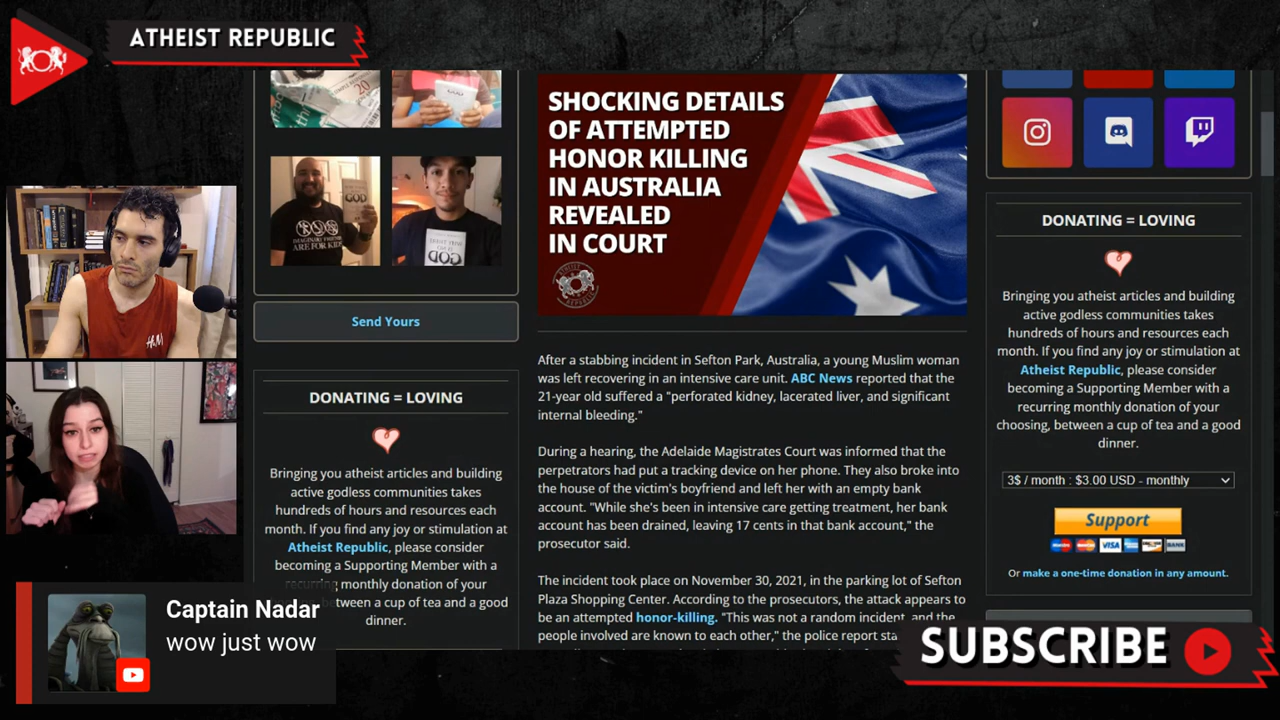 ATHEIST REPUBLIC
SHOCKING DETAILS
OF ATTEMPTED
HONOR KILLING
IN AUSTRALIA
REVEALED
IN COURT
After a stabbing incident in Sefton Park, Australia, a young Muslim woman
was left recovering in an intensive care unit. ABC News reported that the
21-year old suffered a "perforated kidney, lacerated liver, and significant
internal bleeding."
During a hearing, the Adelaide Magistrates Court was informed that the
perpetrators had put a tracking device on her phone. They also broke into
the house of the victim's boyfriend and left her with an empty bank
account. "While she's been in intensive care getting treatment, her bank
account has been drained, leaving 17 cents in that bank account," the
prosecutor said.
The incident took place on November 30, 2021, in the parking lot of Sefton
Plaza Shopping Center. According to the prosecutors, the attack appears to
be attempted honor-killing. "This was not a random incident, and the
people involved are known to each other," the police report sta
Send Yours
DONATING = LOVING
Bringing you atheist articles and building
active godless communities takes
hundreds of hours and resources each
month. If you find any joy or stimulation at
Atheist Republic, please consider
becoming a Supporting Member with a
recurring monthly donation of your
tween a cup of tea and a good
dinner.
DONATING = LOVING
Bringing you atheist articles and building
active godless communities takes
hundreds of hours and resources each
month. If you find any joy or stimulation at
Atheist Republic, please consider
becoming a Supporting Member with a
recurring monthly donation of your
choosing, between a cup of tea and a good
dinner.
3$ / month : $3.00 USD - monthly
Support
VISA
BANK
Or make a one-time donation in any amount.
Captain Nadar
wow just wow
SUBSCRIBE
GOD
IMAGINARY FRIENDS
ARE FOR KIDS
H&M